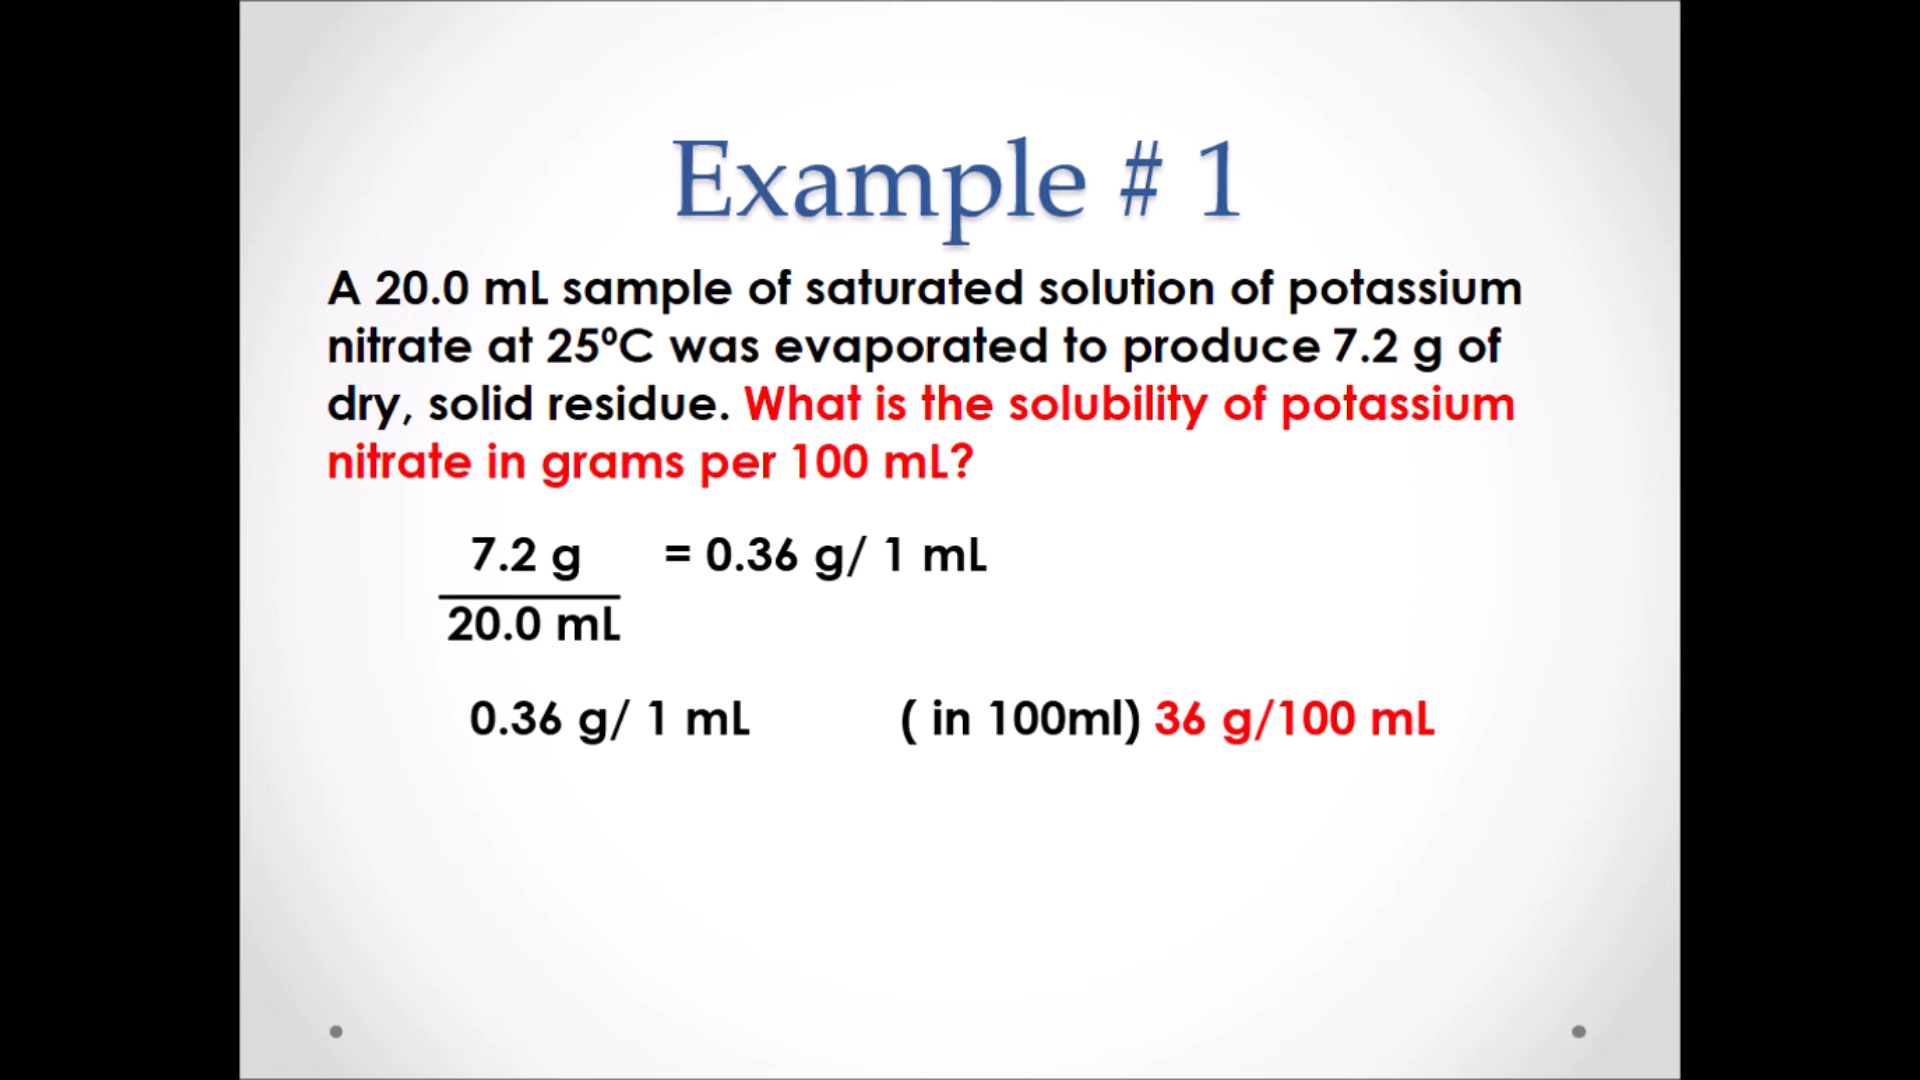 Example # 1
A 20.0 mL sample of saturated solution of potassium
nitrate at 25ºC was evaporated to produce 7.2 g of
dry, solid residue. What is the solubility of potassium
nitrate in grams per 100 mL?
7.2 g = 0.36 g/ 1 mL
20.0 mL
0.36 g/ 1 mL ( in 100ml) 36 g/100 mL